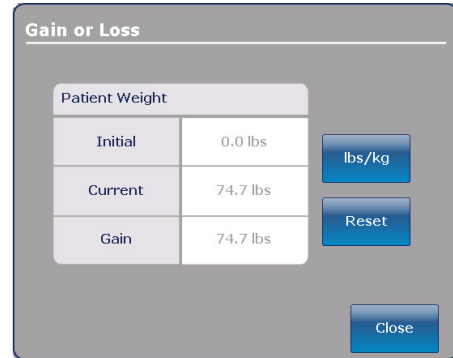 Gain or Loss
Patient Weight
Initial 0.0 lbs
lbs/kg
Current 74.7 lbs
Reset
Gain 74.7 lbs
Close